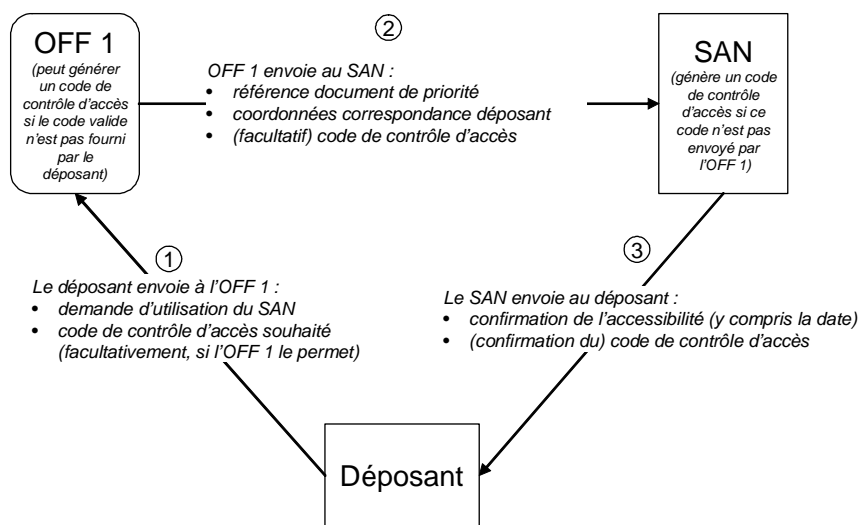 OFF 1
(peut générer
un code de
contrôle d'accès
si le code valide
n'est pas fourni
par le
déposant)
②
OFF 1 envoie au SAN :
• référence document de priorité
• coordonnées correspondance déposant
• (facultatif) code de contrôle d'accès
SAN
(génère un code
de contrôle
d'accès si ce
code n'est pas
envoyé par
l'OFF 1)
①
Le déposant envoie à l'OFF 1 :
• demande d'utilisation du SAN
• code de contrôle d'accès souhaité
(facultativement, si l'OFF 1 le permet)
③
Le SAN envoie au déposant :
• confirmation de l'accessibilité (y compris la date)
• (confirmation du) code de contrôle d'accès
Déposant